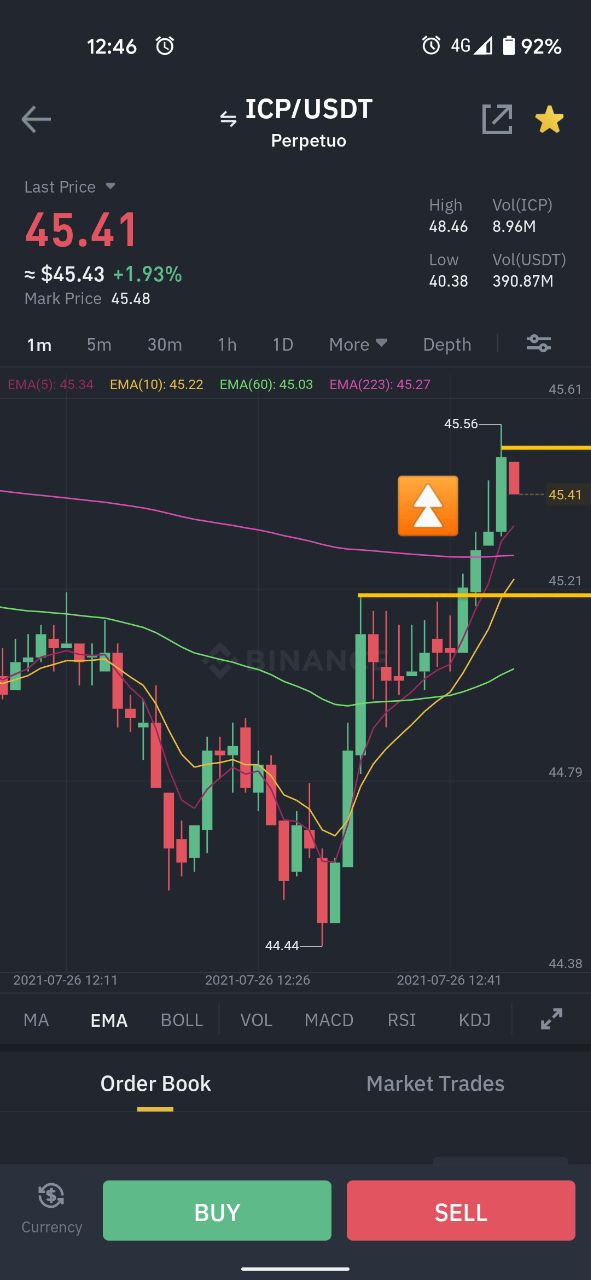 12:46
4G 92%
ICP/USDT
Perpetuo
Last Price
45.41
≈ $45.43 +1.93%
Mark Price 45.48
High Vol(ICP)
48.46 8.96M
Low Vol(USDT)
40.38 390.87M
1m 5m 30m 1h 1D More Depth
EMA(5): 45.34 EMA(10): 45.22 EMA(60): 45.03 EMA(223): 45.27
45.61
45.56
45.41
45.21
BINANCE
44.79
44.44
44.38
2021-07-26 12:11 2021-07-26 12:26 2021-07-26 12:41
MA EMA BOLL VOL MACD RSI KDJ
Order Book Market Trades
Currency
BUY SELL